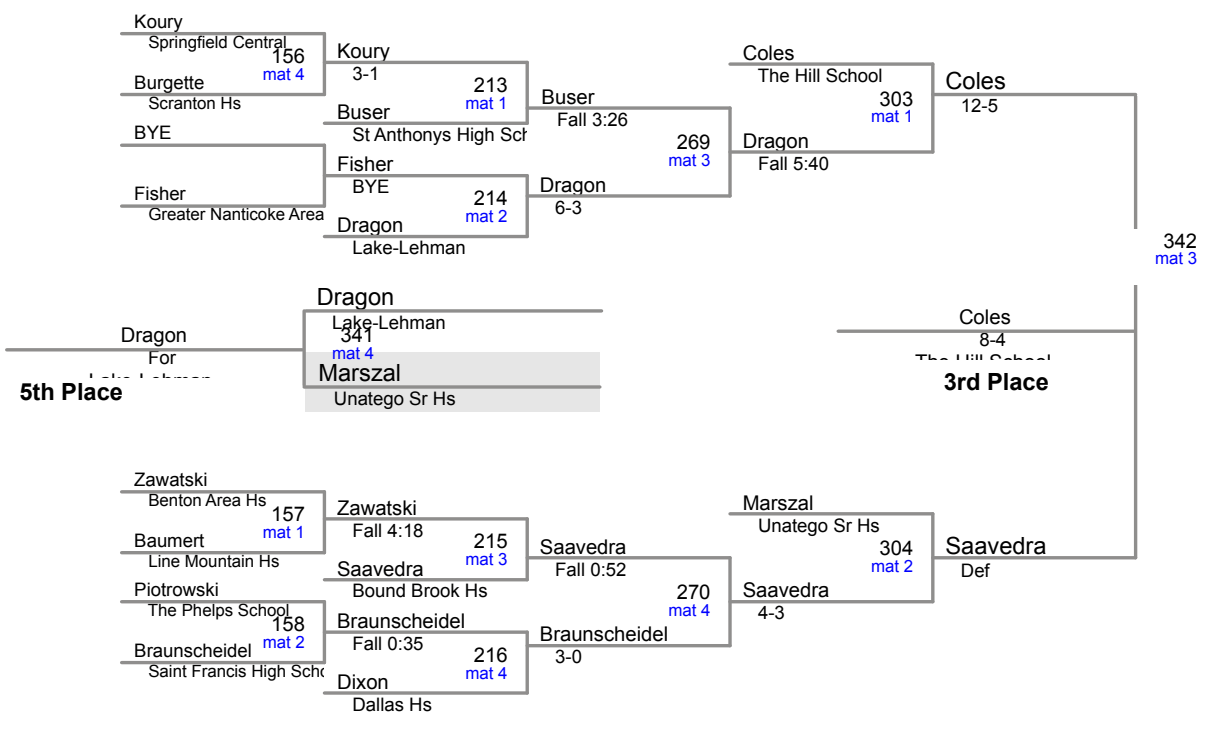 Koury
Springfield Central
156
mat 4
Burgette
Scranton Hs
BYE
Fisher
Greater Nanticoke Area
Koury
3-1
213
mat 1
Buser
St Anthonys High Sch
Fisher
BYE
214
mat 2
Dragon
Lake-Lehman
Buser
Fall 3:26
269
mat 3
Dragon
6-3
Coles
The Hill School
303
mat 1
Dragon
Fall 5:40
Coles
12-5
342
mat 3
Dragon
Lake-Lehman
341
mat 4
Marszal
Unatego Sr Hs
Dragon
For
Lake-Lehman
5th Place
Coles
8-4
The Hill School
3rd Place
Zawatski
Benton Area Hs
157
mat 1
Baumert
Line Mountain Hs
Piotrowski
The Phelps School
158
mat 2
Braunscheidel
Saint Francis High Scho
Zawatski
Fall 4:18
215
mat 3
Saavedra
Bound Brook Hs
Braunscheidel
Fall 0:35
216
mat 4
Dixon
Dallas Hs
Saavedra
Fall 0:52
270
mat 4
Braunscheidel
3-0
Marszal
Unatego Sr Hs
304
mat 2
Saavedra
4-3
Saavedra
Def